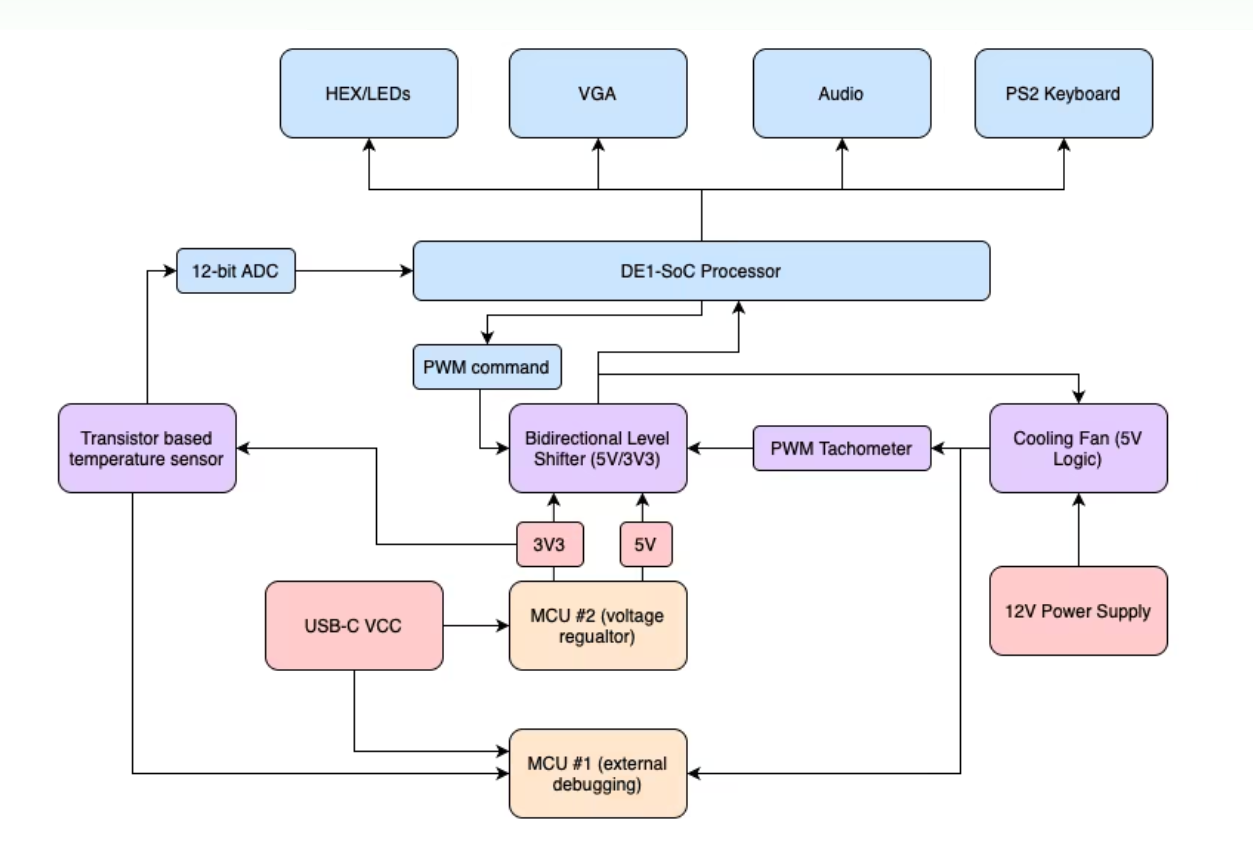 HEX/LEDs
VGA
Audio
PS2 Keyboard
12-bit ADC
DE1-SoC Processor
PWM command
Transistor based
temperature sensor
Bidirectional Level
Shifter (5V/3V3)
PWM Tachometer
Cooling Fan (5V
Logic)
3V3
5V
USB-C VCC
MCU #2 (voltage
regualtor)
12V Power Supply
MCU #1 (external
debugging)